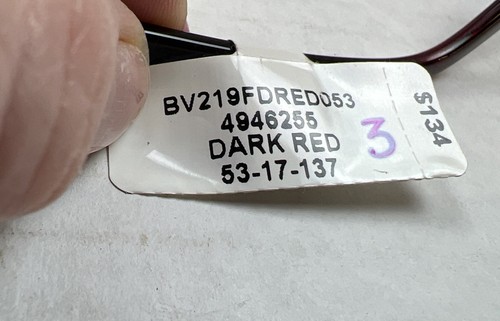 BV219FDRED053
4946255
DARK RED
53-17-137
3
$134